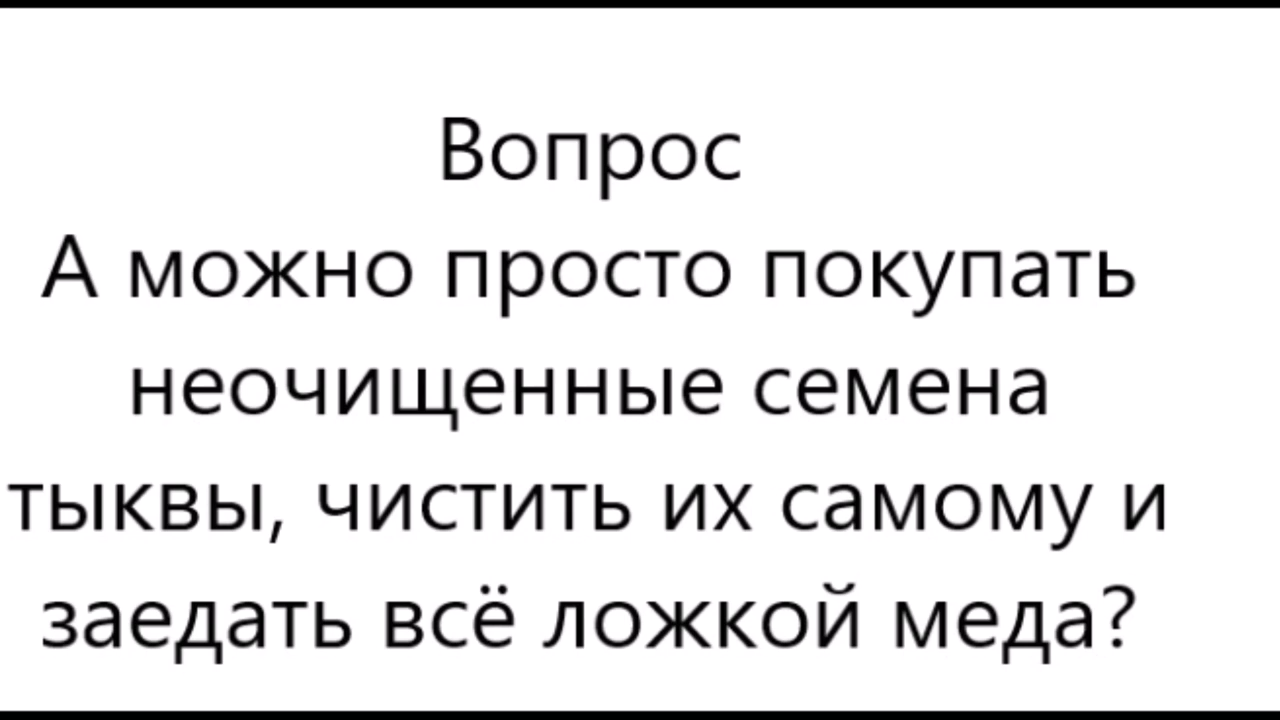 Вопрос
А можно просто покупать
неочищенные семена
тыквы, чистить их самому и
заедать всё ложкой меда?